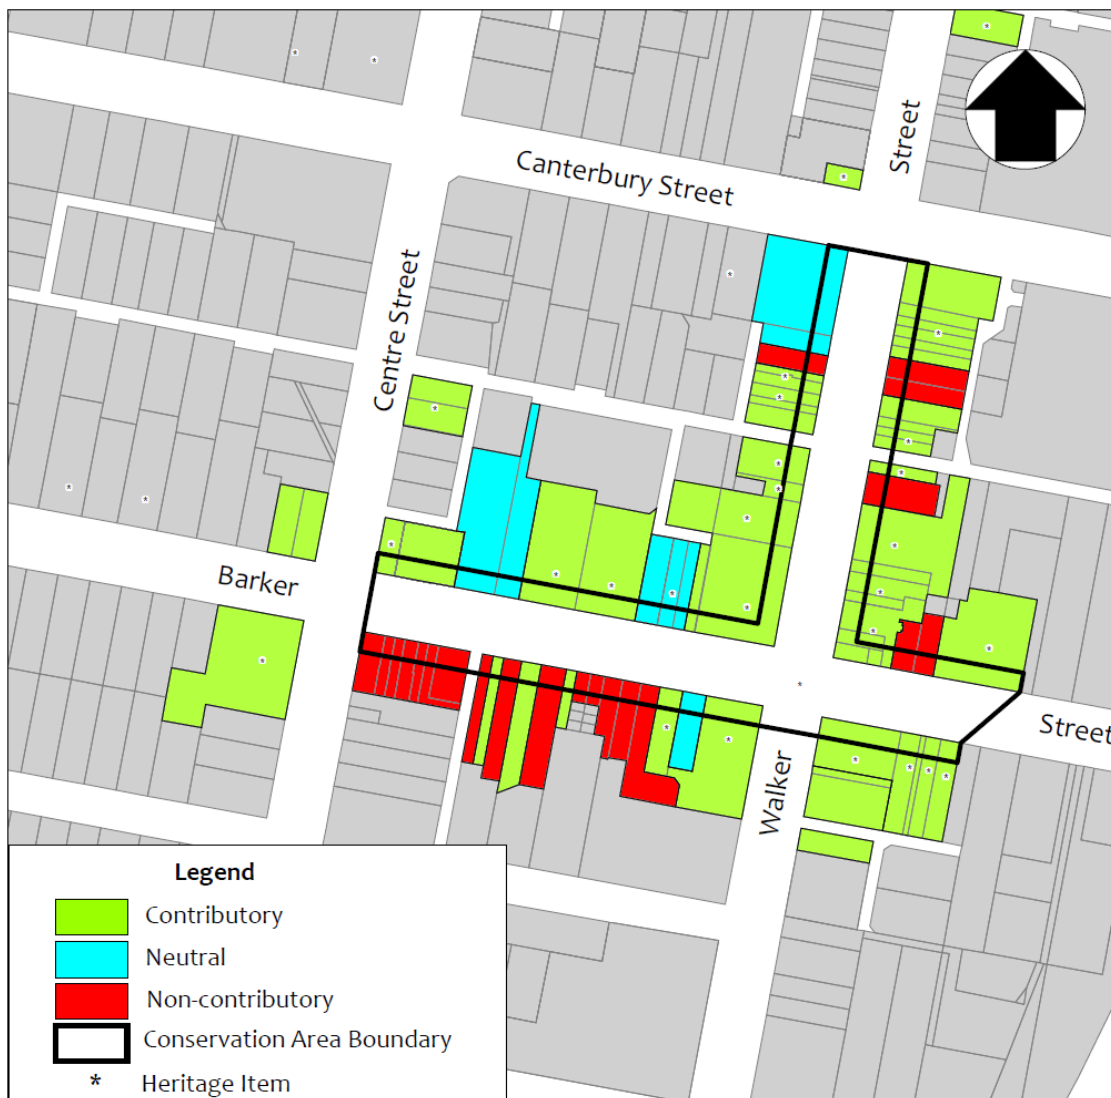 Street
Canterbury Street
Centre Street
Barker
Street
Walker
Legend
Contributory
Neutral
Non-contributory
Conservation Area Boundary
* Heritage Item